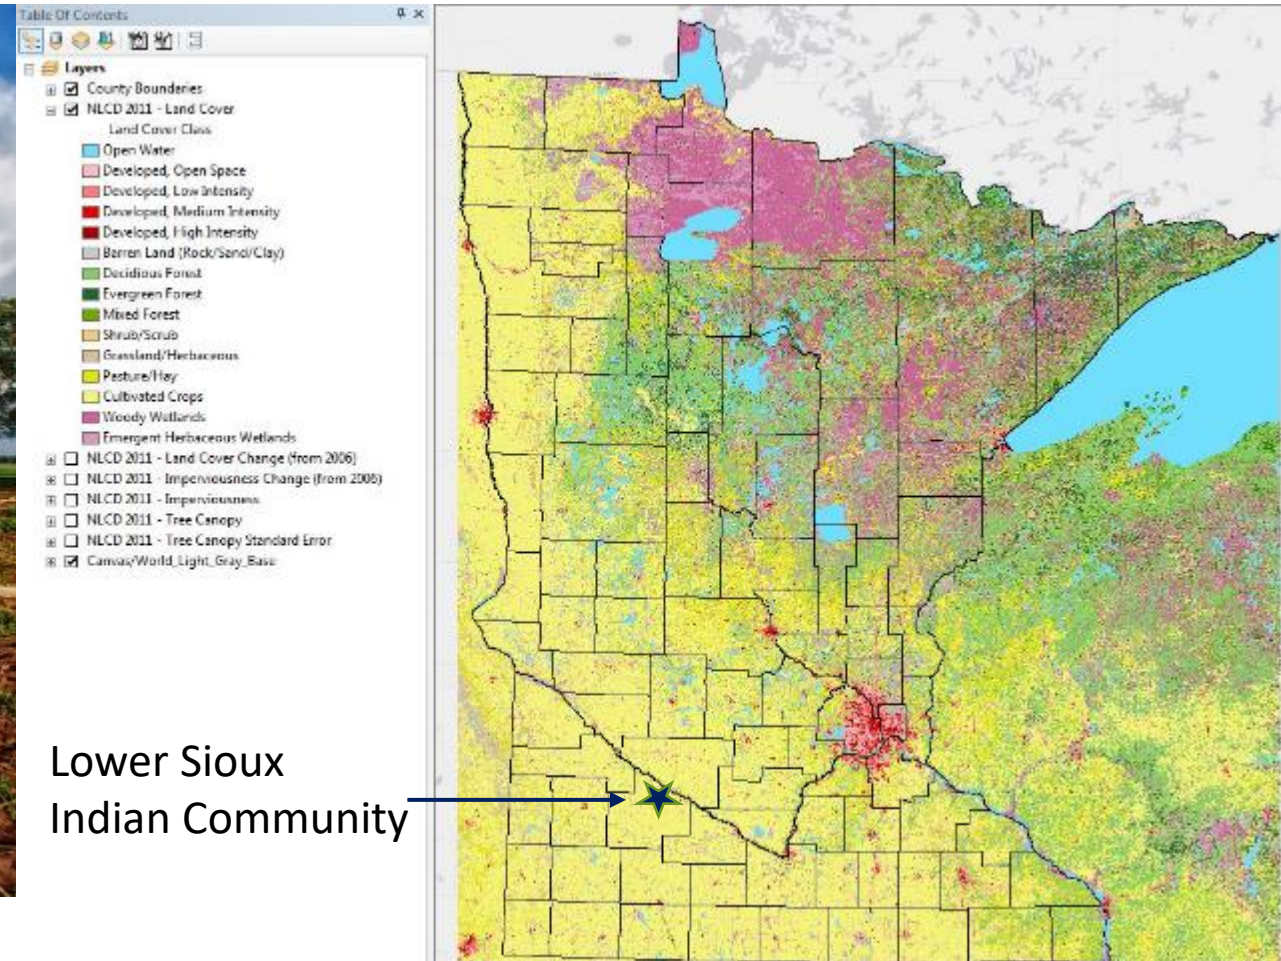 Table Of Contents
Layers
County Boundaries
NLCD 2011 - Land Cover
Land Cover Class
Open Water
Developed, Open Space
Developed, Low Intensity
Developed, Medium Intensity
Developed, High Intensity
Barren Land (Rock/Sand/Clay)
Decidious Forest
Evergreen Forest
Mixed Forest
Shrub/Scrub
Grassland/Herbaceous
Pasture/Hay
Cultivated Crops
Woody Wetlands
Emergent Herbaceous Wetlands
NLCD 2011 - Land Cover Change (from 2006)
NLCD 2011 - Imperviousness Change (from 2006)
NLCD 2011 - Imperviousness
NLCD 2011 - Tree Canopy
NLCD 2011 - Tree Canopy Standard Error
Canvas/World_Light_Gray_Base
Lower Sioux
Indian Community